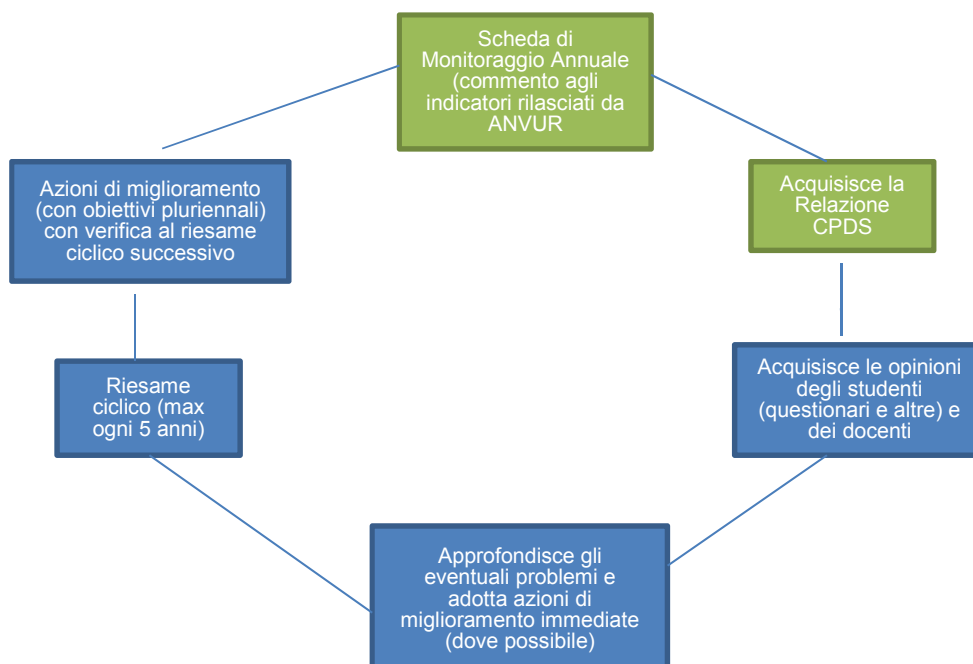 Scheda di
Monitoraggio Annuale
(commento agli
indicatori rilasciati da
ANVUR
Azioni di miglioramento
(con obiettivi pluriennali)
con verifica al riesame
ciclico successivo
Acquisisce la
Relazione
CPDS
Riesame
ciclico (max
ogni 5 anni)
Acquisisce le opinioni
degli studenti
(questionari e altre) e
dei docenti
Approfondisce gli
eventuali problemi e
adotta azioni di
miglioramento immediate
(dove possibile)